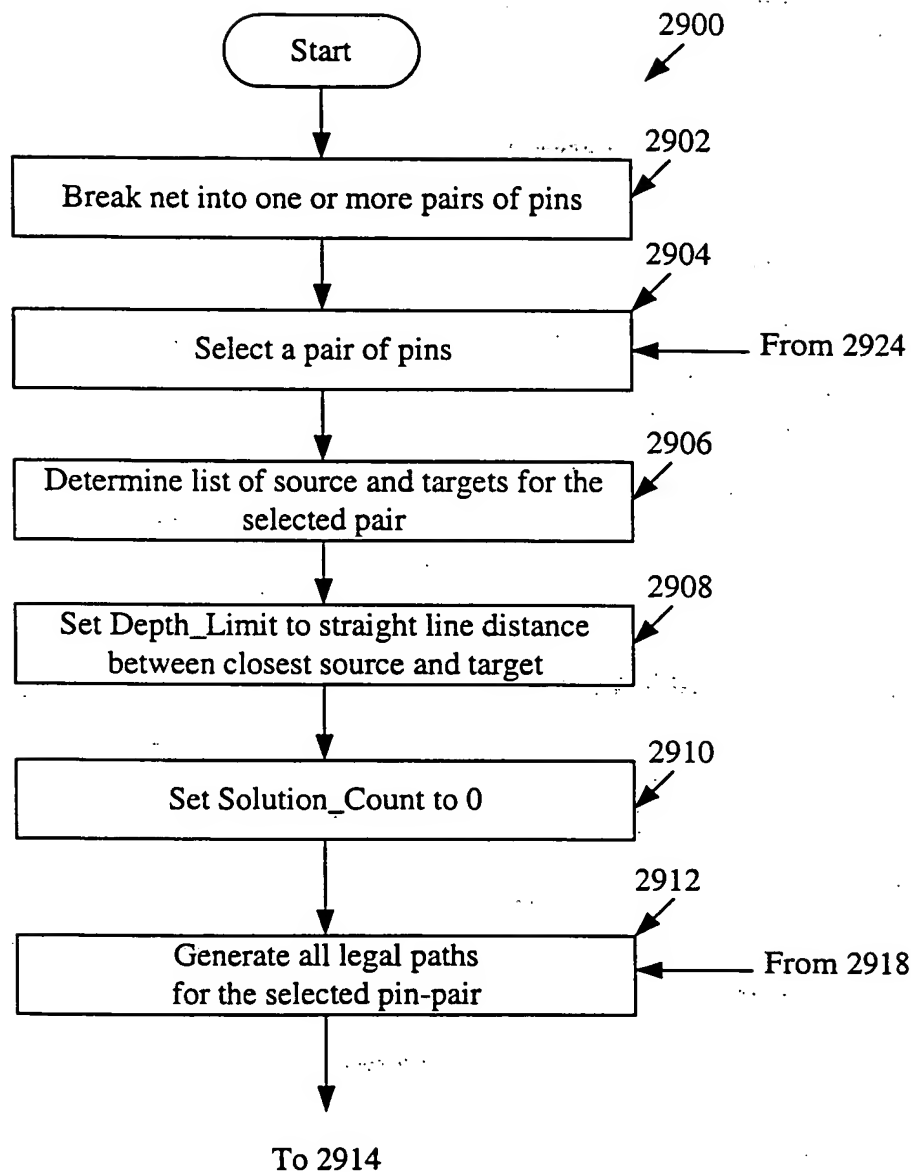 Start
2900
2902
Break net into one or more pairs of pins
2904
Select a pair of pins
From 2924
2906
Determine list of source and targets for the
selected pair
2908
Set Depth_Limit to straight line distance
between closest source and target
2910
Set Solution_Count to 0
2912
Generate all legal paths
for the selected pin-pair
From 2918
To 2914